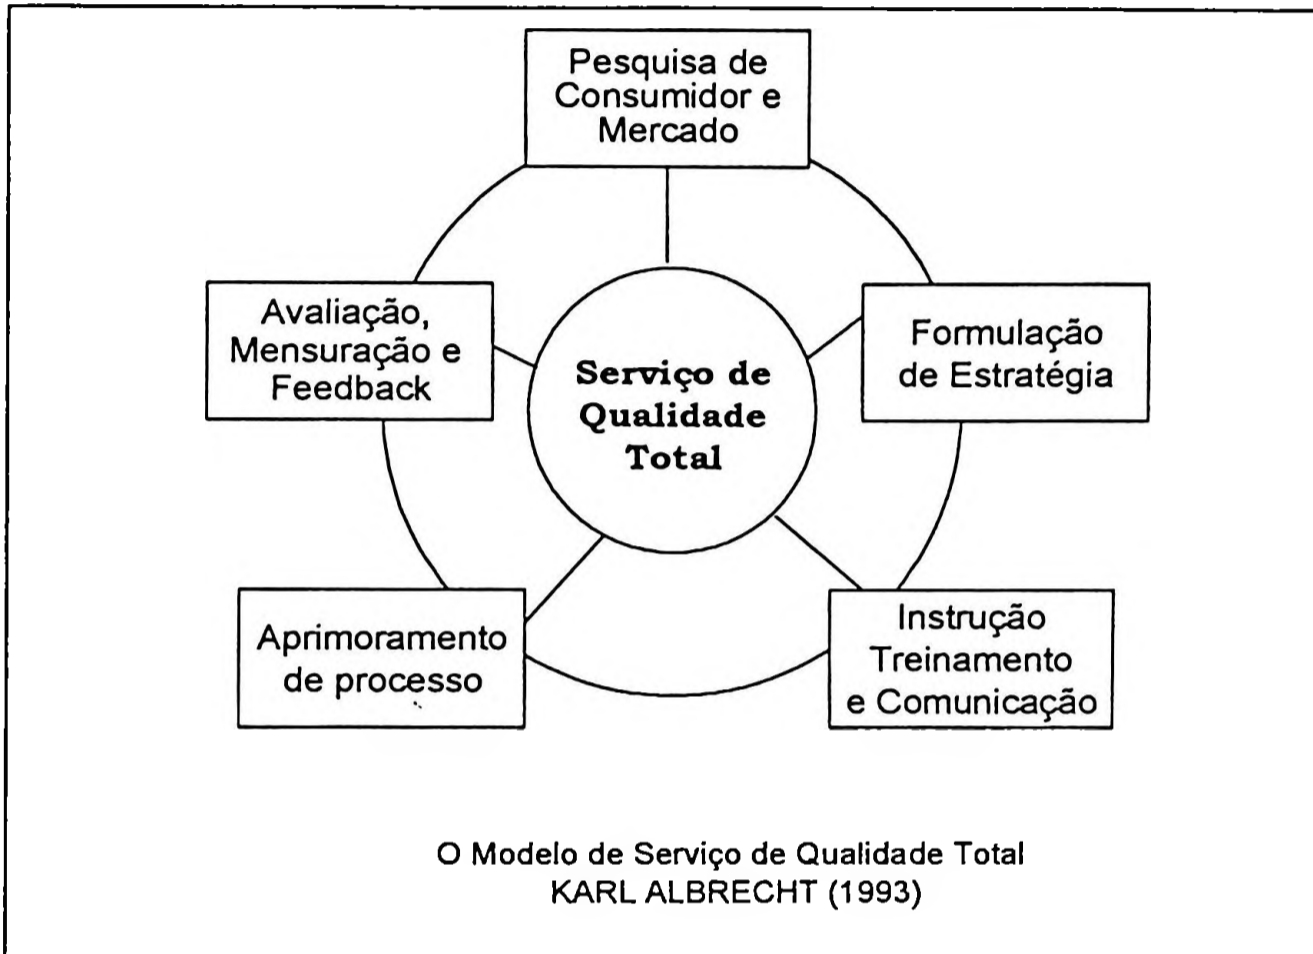 Pesquisa de
Consumidor e
Mercado
Avaliação,
Mensuração e
Feedback
Formulação
de Estratégia
Serviço de
Qualidade
Total
Aprimoramento
de processo
Instrução
Treinamento
e Comunicação
O Modelo de Serviço de Qualidade Total
KARL ALBRECHT (1993)